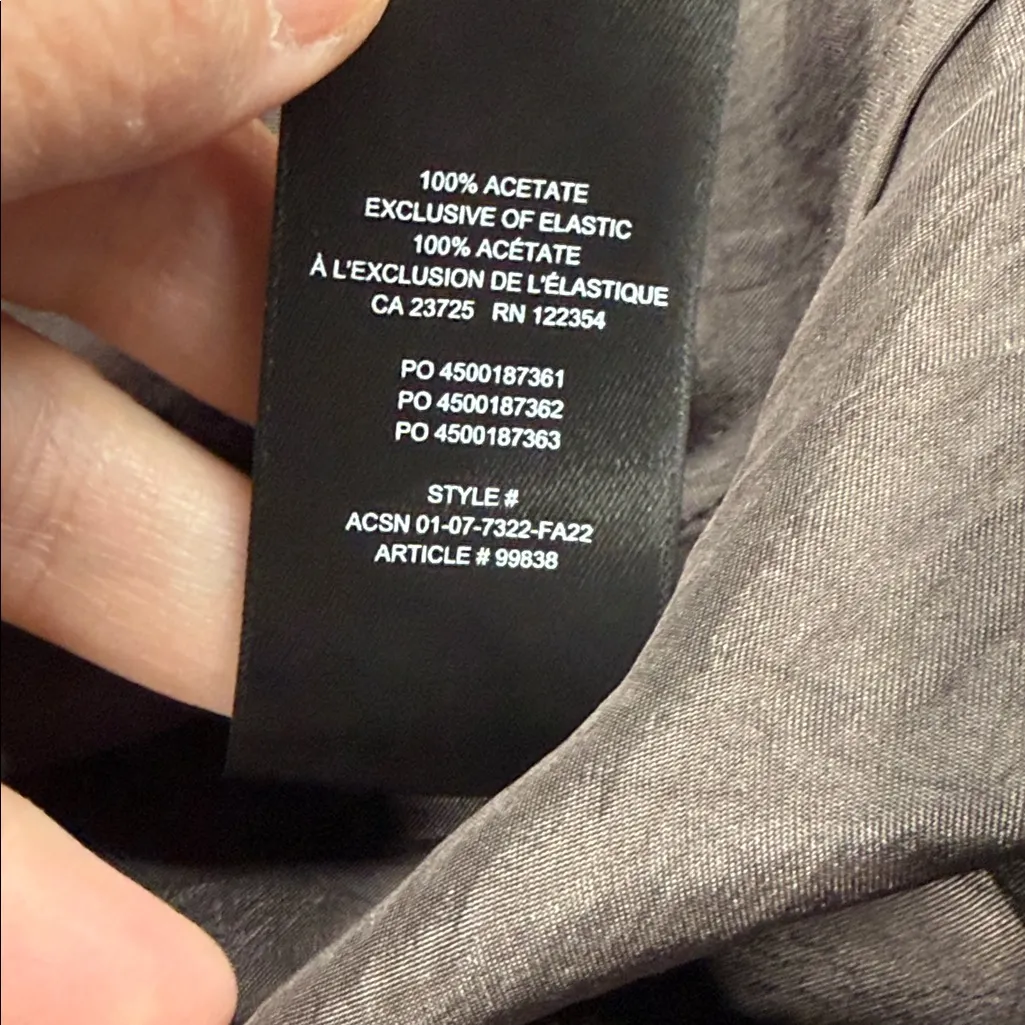 100% ACETATE
EXCLUSIVE OF ELASTIC
100% ACÉTATE
À L'EXCLUSION DE L'ÉLASTIQUE
CA 23725 RN 122354
PO 4500187361
PO 4500187362
PO 4500187363
STYLE #
ACSN 01-07-7322-FA22
ARTICLE # 99838